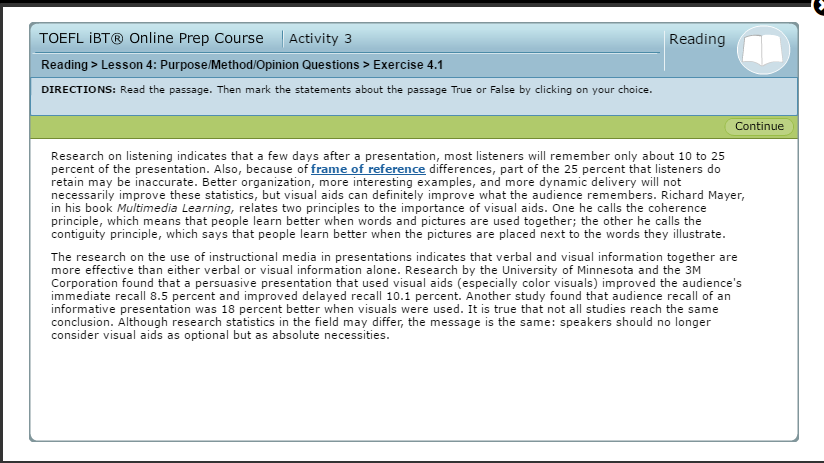 TOEFL iBT® Online Prep Course
Activity 3
Reading
Reading > Lesson 4: Purpose/Method/Opinion Questions > Exercise 4.1
DIRECTIONS: Read the passage. Then mark the statements about the passage True or False by clicking on your choice.
Continue
Research on listening indicates that a few days after a presentation, most listeners will remember only about 10 to 25
percent of the presentation. Also, because of frame of reference differences, part of the 25 percent that listeners do
retain may be inaccurate. Better organization, more interesting examples, and more dynamic delivery will not
necessarily improve these statistics, but visual aids can definitely improve what the audience remembers. Richard Mayer,
in his book Multimedia Learning, relates two principles to the importance of visual aids. One he calls the coherence
principle, which means that people learn better when words and pictures are used together; the other he calls the
contiguity principle, which says that people learn better when the pictures are placed next to the words they illustrate.
The research on the use of instructional media in presentations indicates that verbal and visual information together are
more effective than either verbal or visual information alone. Research by the University of Minnesota and the 3M
Corporation found that a persuasive presentation that used visual aids (especially color visuals) improved the audience's
immediate recall 8.5 percent and improved delayed recall 10.1 percent. Another study found that audience recall of an
informative presentation was 18 percent better when visuals were used. It is true that not all studies reach the same
conclusion. Although research statistics in the field may differ, the message is the same: speakers should no longer
consider visual aids as optional but as absolute necessities.